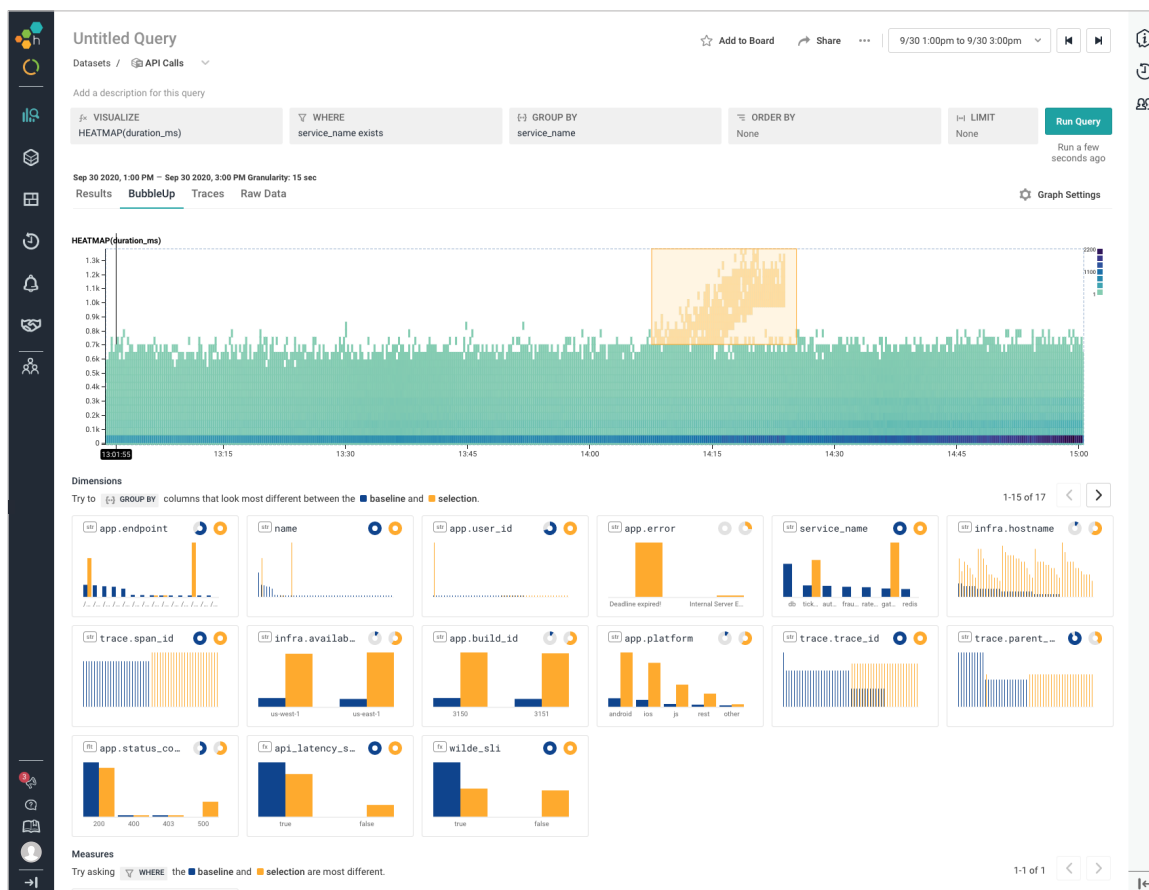 h
Untitled Query
Add to Board
Share
9/30 1:00pm to 9/30 3:00pm
Datasets / API Calls
Add a description for this query
VISUALIZE
HEATMAP(duration_ms)
WHERE
service_name exists
GROUP BY
service_name
ORDER BY
None
LIMIT
None
Run Query
Run a few
seconds ago
Sep 30 2020, 1:00 PM – Sep 30 2020, 3:00 PM Granularity: 15 sec
Results BubbleUp Traces Raw Data
Graph Settings
HEATMAP(duration_ms)
1.3k
1.2k
1.1k
1.0k
0.9k
0.8k
0.7k
0.6k
0.5k
0.4k
0.3k
0.2k
0.1k
0
2200
1100
1
13:01:55 13:15 13:30 13:45 14:00 14:15 14:30 14:45 15:00
Dimensions
Try to GROUP BY columns that look most different between the baseline and selection.
1-15 of 17
str app.endpoint
/... /... /... /... /... /... /... /... /... /... /... /...
str name
str app.user_id
str app.error
Deadline expired! Internal Server E...
str service_name
db tick... aut... frau... rate... gat... redis
str infra.hostname
str trace.span_id
str infra.availab...
us-west-1 us-east-1
str app.build_id
3150 3151
str app.platform
android ios js rest other
str trace.trace_id
str trace.parent_...
flt app.status_co...
200 400 403 500
fx api_latency_s...
true false
fx wilde_sli
true false
3
Measures
Try asking WHERE the baseline and selection are most different.
1-1 of 1